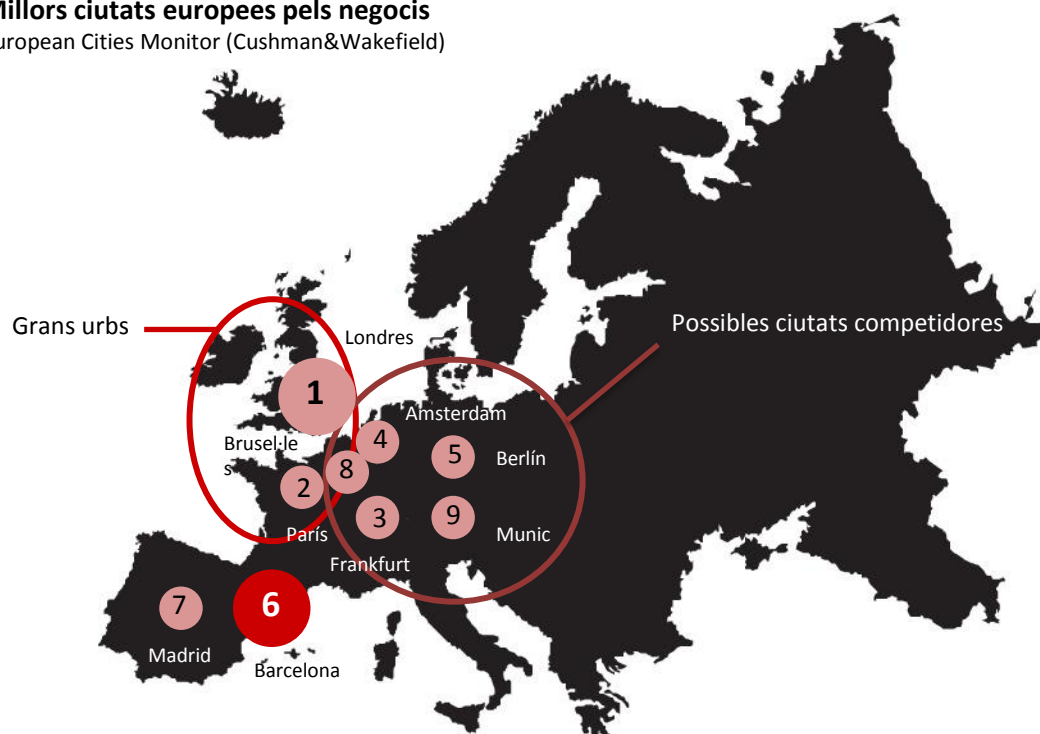 Millors ciutats europees pels negocis
European Cities Monitor (Cushman&Wakefield)
Grans urbs
Londres
Possibles ciutats competidores
1
Amsterdam
4
Brusel·le
s
8
5
Berlín
2
3
9
París
Munic
Frankfurt
7
6
Madrid
Barcelona